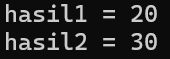 hasil1 = 20
hasil2 = 30